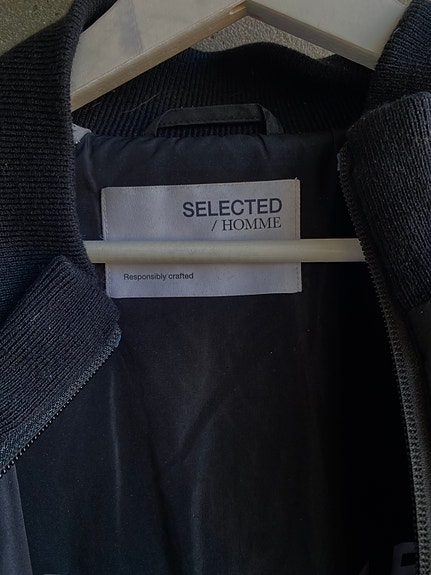 SELECTED
/ HOMME
Responsibly crafted